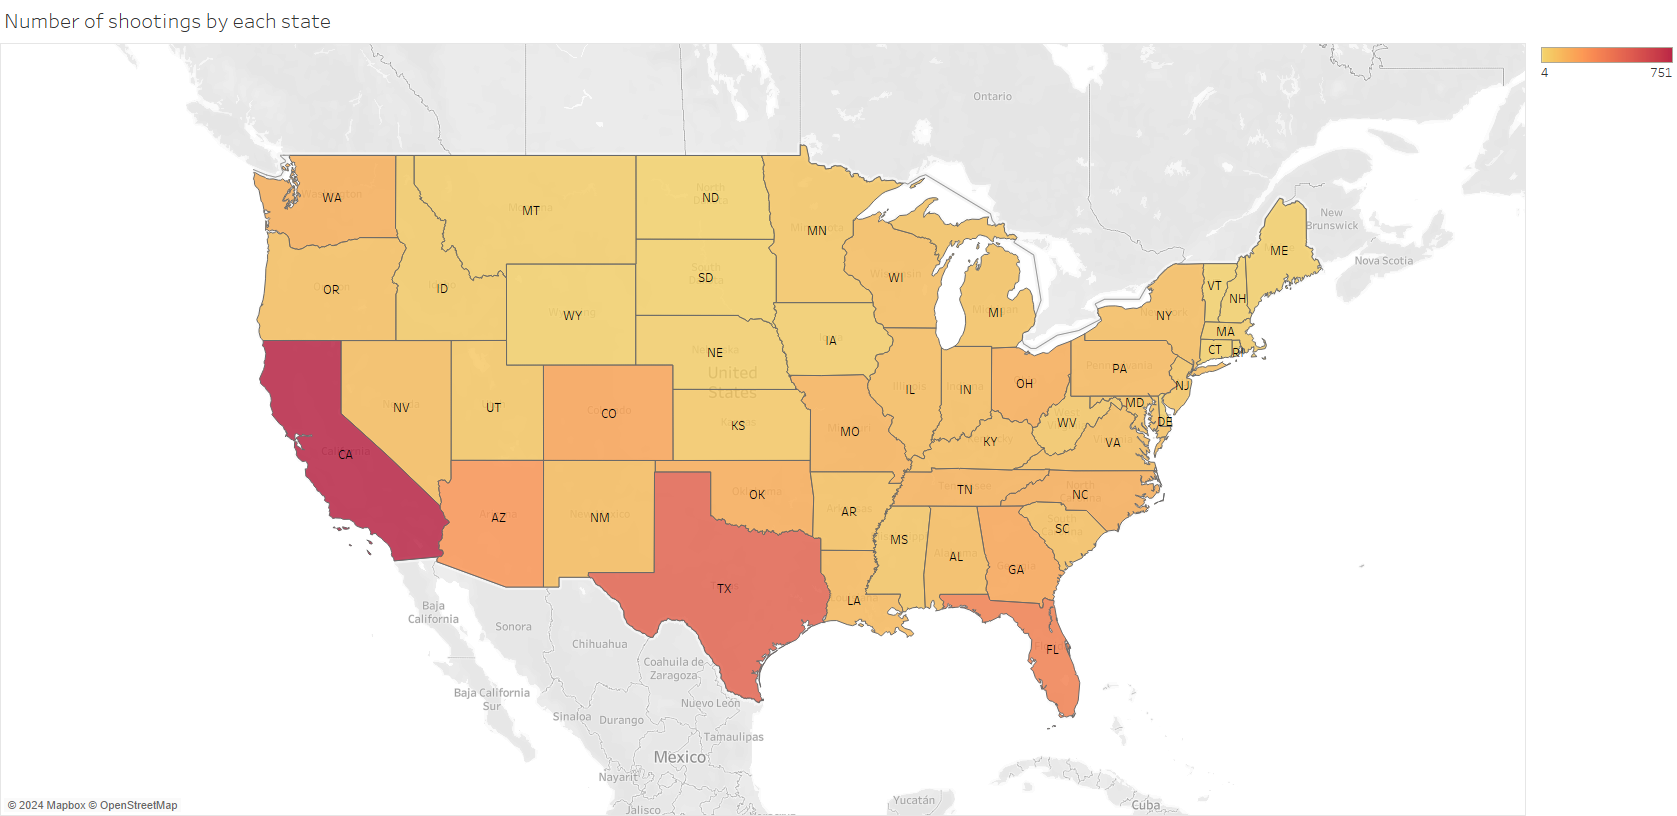 Number of shootings by each state
4 751
Ontario
WA
MT
ND
MN
New
Brunswick
ME
Nova Scotia
OR
ID
SD
WI
VT
NH
WY
MI
NY
MA
IA
NE
CT
RI
United
States
PA
NJ
OH
IL
IN
MD
NV
UT
CO
KS
MO
WV
DE
KY
VA
CA
TN
NC
OK
AZ
NM
AR
SC
MS
AL
GA
TX
LA
FL
Baja
California
Sonora
Chihuahua
Coahuila de
Zaragoza
Baja California
Sur
Nuevo León
Sinaloa
Durango
Tamaulipas
Mexico
Nayarit
Jalisco
Yucatán
Cuba
© 2024 Mapbox © OpenStreetMap